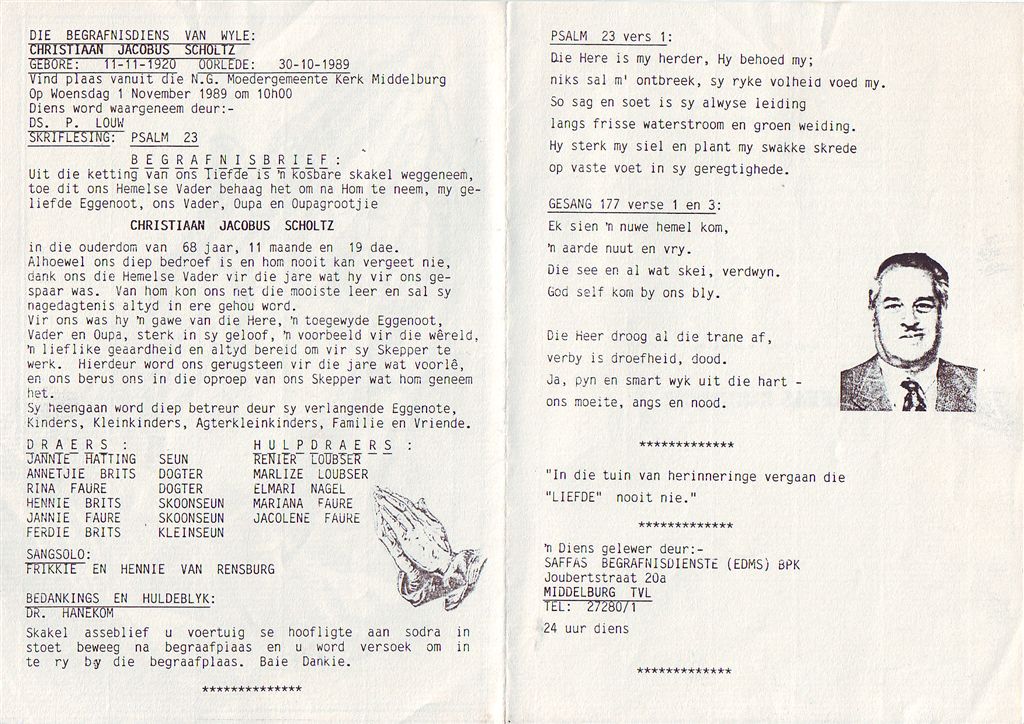 DIE BEGRAFNISDIENS VAN WYLE:
CHRISTIAAN JACOBUS SCHOLTZ
GEBORE: 11-11-1920 OORLEDE: 30-10-1989
Vind plaas vanuit die N.G. Moedergemeente Kerk Middelburg
Op Woensdag 1 November 1989 om 10h00
Diens word waargeneem deur:-
DS. P. LOUW
SKRIFLESING: PSALM 23
B E G R A F N I S B R I E F :
Uit die ketting van ons liefde is 'n kosbare skakel weggeneem,
toe dit ons Hemelse Vader behaag het om na Hom te neem, my ge-
liefde Eggenoot, ons Vader, Oupa en Oupagrootjie
CHRISTIAAN JACOBUS SCHOLTZ
in die ouderdom van 68 jaar, 11 maande en 19 dae.
Alhoewel ons diep bedroef is en hom nooit kan vergeet nie,
dank ons die Hemelse Vader vir die jare wat hy vir ons ge-
spaar was. Van hom kon ons net die mooiste leer en sal sy
nagedagtenis altyd in ere gehou word.
Vir ons was hy 'n gawe van die Here, 'n toegewyde Eggenoot,
Vader en Oupa, sterk in sy geloof, 'n voorbeeld vir die wêreld,
'n lieflike geaardheid en altyd bereid om vir sy Skepper te
werk. Hierdeur word ons gerugsteen vir die jare wat voorlê,
en ons berus ons in die oproep van ons Skepper wat hom geneem
het.
Sy heengaan word diep betreur deur sy verlangende Eggenote,
Kinders, Kleinkinders, Agterkleinkinders, Familie en Vriende.
D R A E R S :
JANNIE HATTING SEUN
ANNETJIE BRITS DOGTER
RINA FAURE DOGTER
HENNIE BRITS SKOONSEUN
JANNIE FAURE SKOONSEUN
FERDIE BRITS KLEINSEUN
H U L P D R A E R S :
RENIER LOUBSER
MARLIZE LOUBSER
ELMARI NAGEL
MARIANA FAURE
JACOLENE FAURE
SANGSOLO:
FRIKKIE EN HENNIE VAN RENSBURG
BEDANKINGS EN HULDEBLYK:
DR. HANEKOM
Skakel asseblief u voertuig se hoofligte aan sodra in
stoet beweeg na begraafplaas en u word versoek om in
te ry by die begraafplaas. Baie Dankie.
**************
PSALM 23 vers 1:
Die Here is my herder, Hy behoed my;
niks sal m' ontbreek, sy ryke volheid voed my.
So sag en soet is sy alwyse leiding
langs frisse waterstroom en groen weiding.
Hy sterk my siel en plant my swakke skrede
op vaste voet in sy geregtighede.
GESANG 177 verse 1 en 3:
Ek sien 'n nuwe hemel kom,
'n aarde nuut en vry.
Die see en al wat skei, verdwyn.
God self kom by ons bly.
Die Heer droog al die trane af,
verby is droefheid, dood.
Ja, pyn en smart wyk uit die hart -
ons moeite, angs en nood.
*************
"In die tuin van herinneringe vergaan die
"LIEFDE" nooit nie."
*************
'n Diens gelewer deur:-
SAFFAS BEGRAFNISDIENSTE (EDMS) BPK
Joubertstraat 20a
MIDDELBURG TVL
TEL: 27280/1
24 uur diens
*************